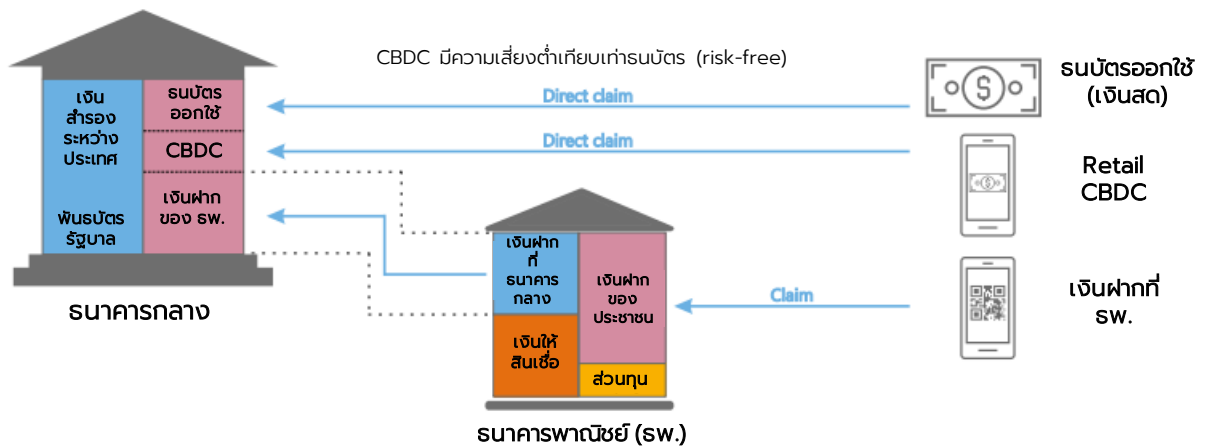 CBDC มีความเสี่ยงต่ำเทียบเท่าธนบัตร (risk-free)
เงิน
สำรอง
ระหว่าง
ประเทศ
พันธบัตร
รัฐบาล
ธนบัตร
ออกใช้
CBDC
เงินฝาก
ของ ธพ.
ธนาคารกลาง
Direct claim
Direct claim
Claim
ธนบัตรออกใช้
(เงินสด)
Retail
CBDC
เงินฝากที่
ธพ.
เงินฝาก
ที่
ธนาคาร
กลาง
เงินให้
สินเชื่อ
เงินฝาก
ของ
ประชาชน
ส่วนทุน
ธนาคารพาณิชย์ (ธพ.)